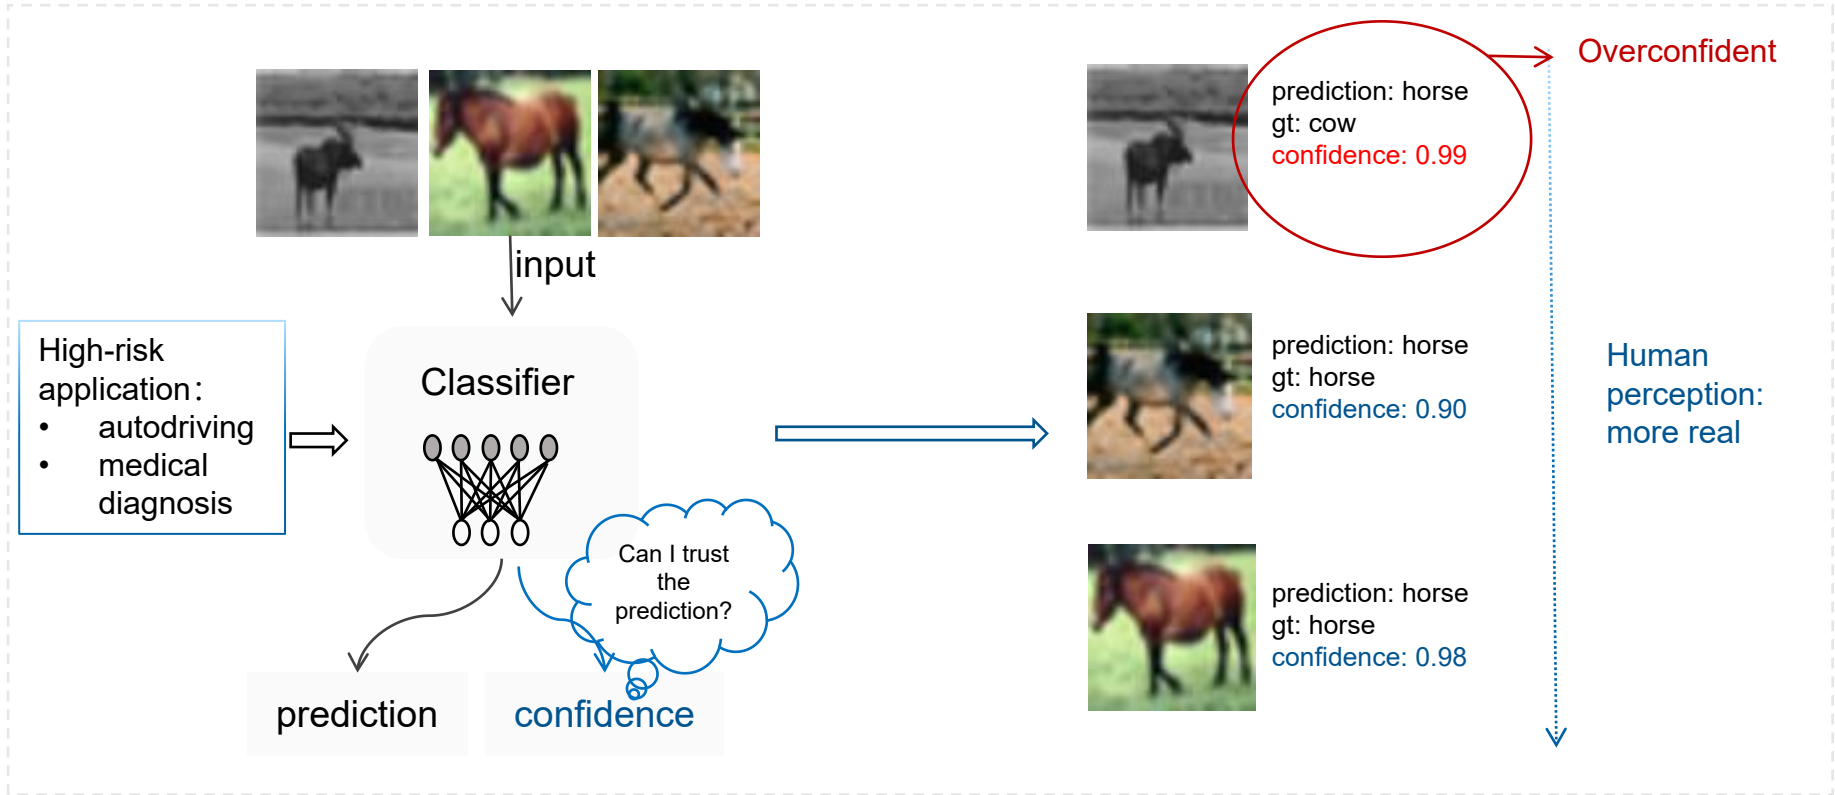 input
High-risk
application：
• autodriving
• medical
diagnosis
Classifier
Can I trust
the
prediction?
prediction
confidence
prediction: horse
gt: cow
confidence: 0.99
Overconfident
prediction: horse
gt: horse
confidence: 0.90
Human
perception:
more real
prediction: horse
gt: horse
confidence: 0.98